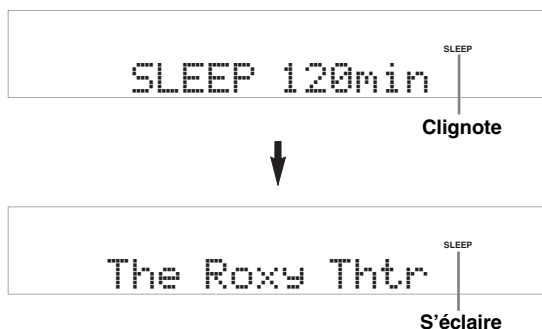 SLEEP
SLEEP 120min
Clignote
SLEEP
The Roxy Thtr
S'éclaire